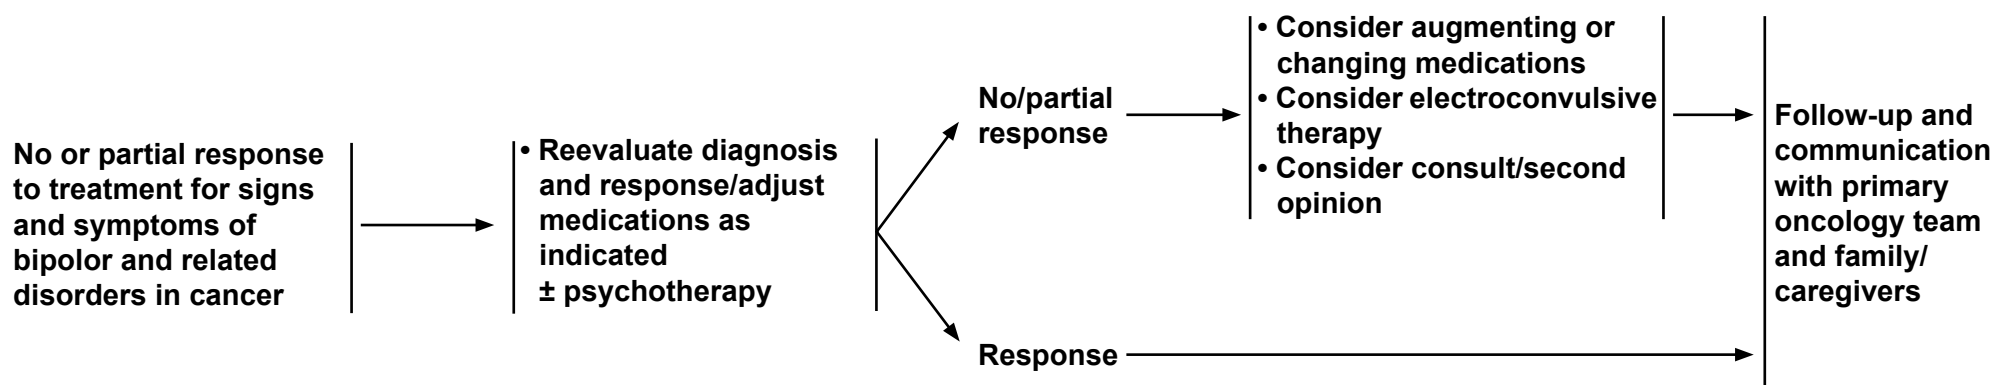 No or partial response
to treatment for signs
and symptoms of
bipolor and related
disorders in cancer
• Reevaluate diagnosis
and response/adjust
medications as
indicated
± psychotherapy
No/partial
response
• Consider augmenting or
changing medications
• Consider electroconvulsive
therapy
• Consider consult/second
opinion
Response
Follow-up and
communication
with primary
oncology team
and family/
caregivers